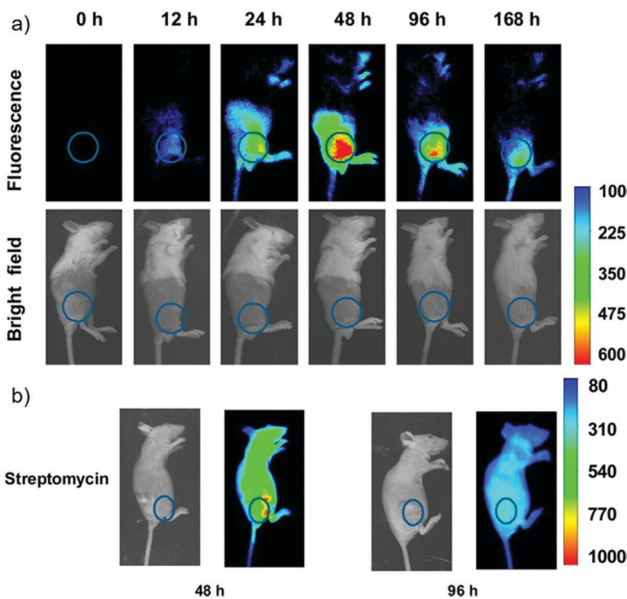 a)
0 h 12 h 24 h 48 h 96 h 168 h
Fluorescence
Bright field
100
225
350
475
600
b)
Streptomycin
80
310
540
770
1000
48 h 96 h